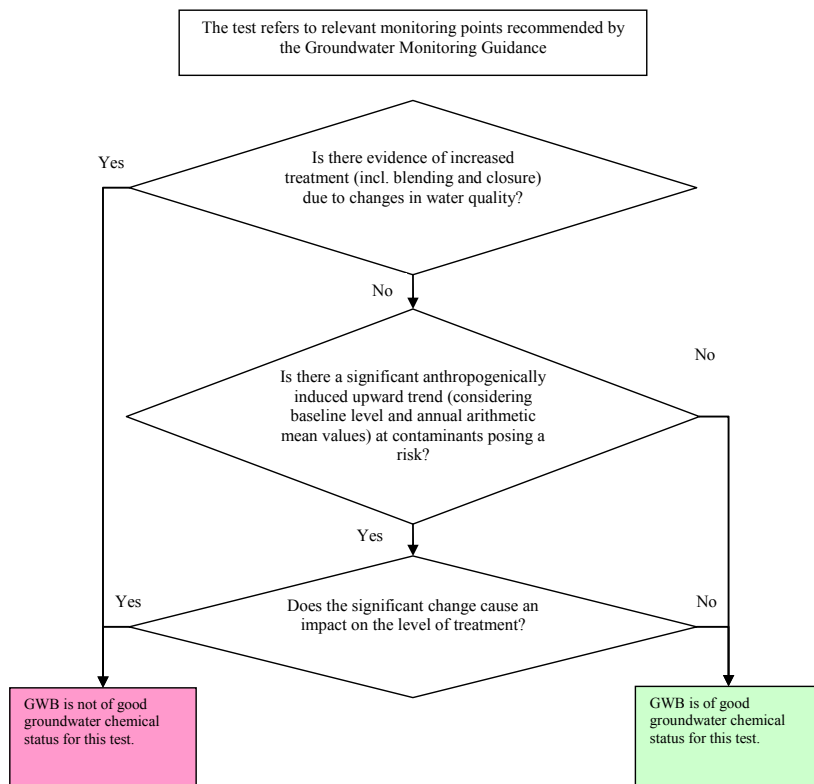 The test refers to relevant monitoring points recommended by
the Groundwater Monitoring Guidance
Yes
Is there evidence of increased
treatment (incl. blending and closure)
due to changes in water quality?
No
No
Is there a significant anthropogenically
induced upward trend (considering
baseline level and annual arithmetic
mean values) at contaminants posing a
risk?
Yes
Yes
Does the significant change cause an
impact on the level of treatment?
No
GWB is not of good
groundwater chemical
status for this test.
GWB is of good
groundwater chemical
status for this test.